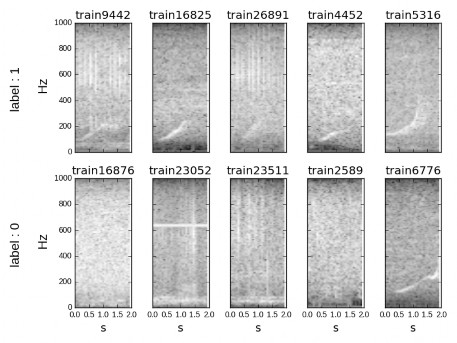 train9442 train16825 train26891 train4452 train5316
label : 1
Hz
1000
800
600
400
200
0
train16876 train23052 train23511 train2589 train6776
label : 0
Hz
1000
800
600
400
200
0
0.0 0.5 1.0 1.5 2.0 0.0 0.5 1.0 1.5 2.0 0.0 0.5 1.0 1.5 2.0 0.0 0.5 1.0 1.5 2.0 0.0 0.5 1.0 1.5 2.0
s s s s s